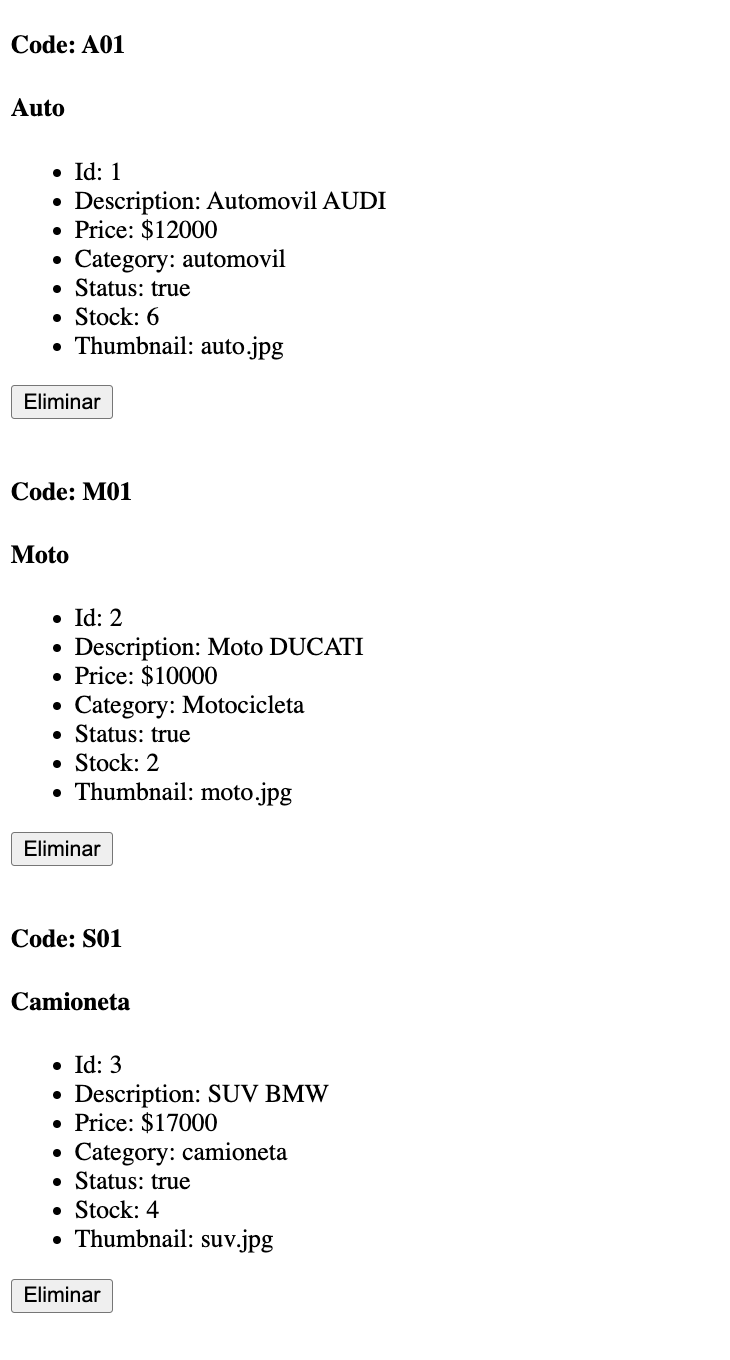 Code: A01
Auto
Id: 1
Description: Automovil AUDI
Price: $12000
Category: automovil
Status: true
Stock: 6
Thumbnail: auto.jpg
Eliminar
Code: M01
Moto
Id: 2
Description: Moto DUCATI
Price: $10000
Category: Motocicleta
Status: true
Stock: 2
Thumbnail: moto.jpg
Eliminar
Code: S01
Camioneta
Id: 3
Description: SUV BMW
Price: $17000
Category: camioneta
Status: true
Stock: 4
Thumbnail: suv.jpg
Eliminar